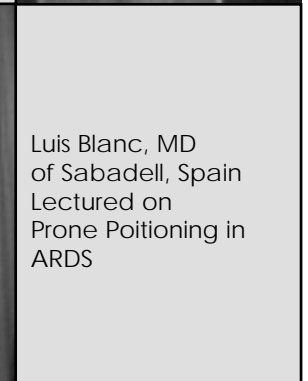 Luis Blanc, MD
of Sabadell, Spain
Lectured on
Prone Poitioning in
ARDS